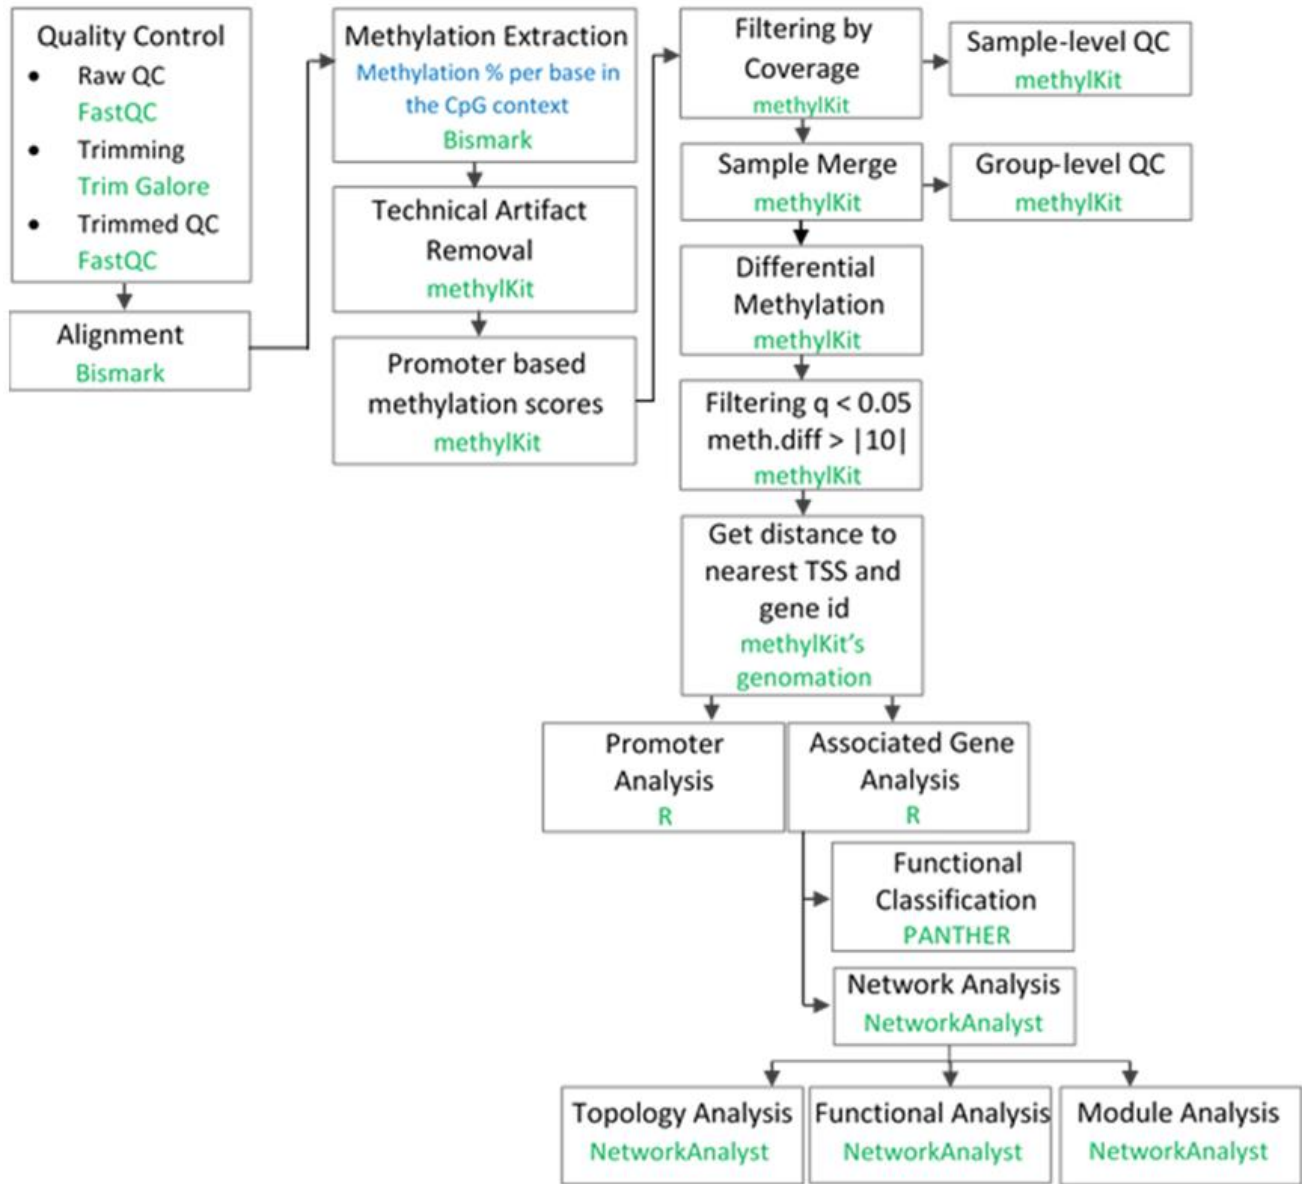 Quality Control
• Raw QC
FastQC
• Trimming
Trim Galore
• Trimmed QC
FastQC
Alignment
Bismark
Methylation Extraction
Methylation % per base in
the CpG context
Bismark
Technical Artifact
Removal
methylKit
Promoter based
methylation scores
methylKit
Filtering by
Coverage
methylKit
Sample-level QC
methylKit
Sample Merge
methylKit
Group-level QC
methylKit
Differential
Methylation
methylKit
Filtering q < 0.05
meth.diff > |10|
methylKit
Get distance to
nearest TSS and
gene id
methylKit’s
genomation
Promoter
Analysis
R
Associated Gene
Analysis
R
Functional
Classification
PANTHER
Network Analysis
NetworkAnalyst
Topology Analysis
NetworkAnalyst
Functional Analysis
NetworkAnalyst
Module Analysis
NetworkAnalyst